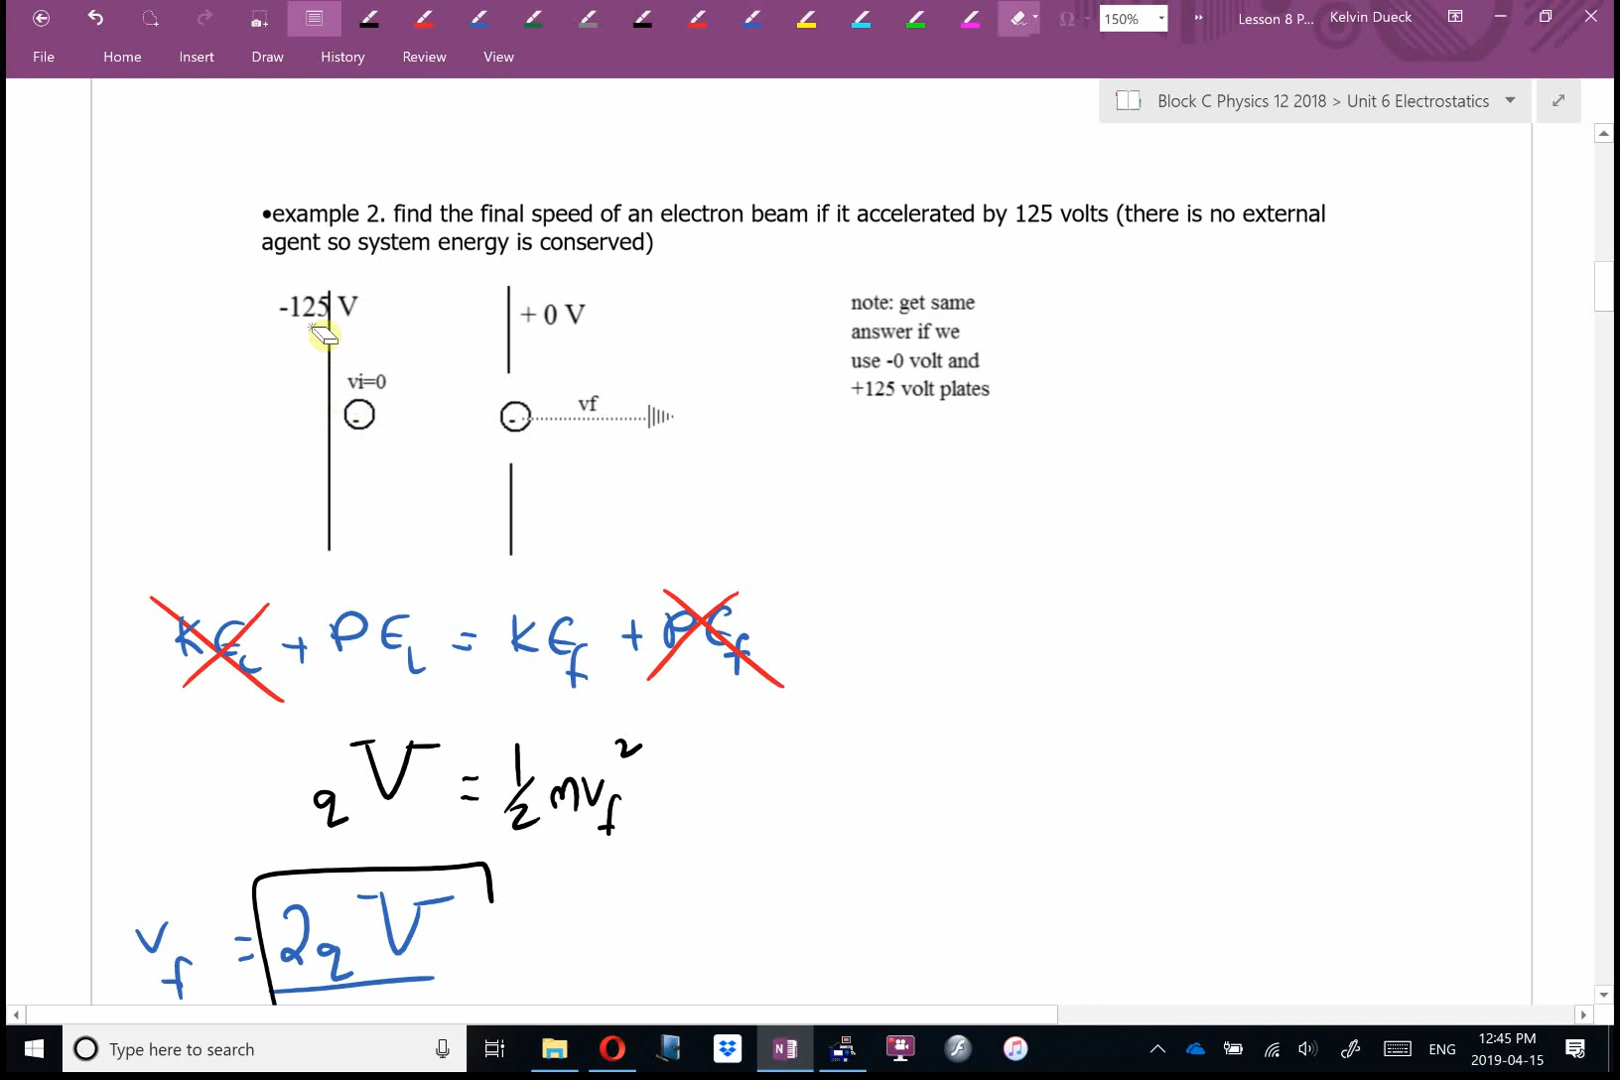 150%
Lesson 8 P...
Kelvin Dueck
File Home Insert Draw History Review View
Block C Physics 12 2018 > Unit 6 Electrostatics
•example 2. find the final speed of an electron beam if it accelerated by 125 volts (there is no external
agent so system energy is conserved)
-125 V
+ 0 V
note: get same
answer if we
use -0 volt and
+125 volt plates
vi=0
vf
-
-
KEi + PEi = KEf + PEf
qV = 1/2 mvf²
vf = 2qV
Type here to search
N
ENG
12:45 PM
2019-04-15